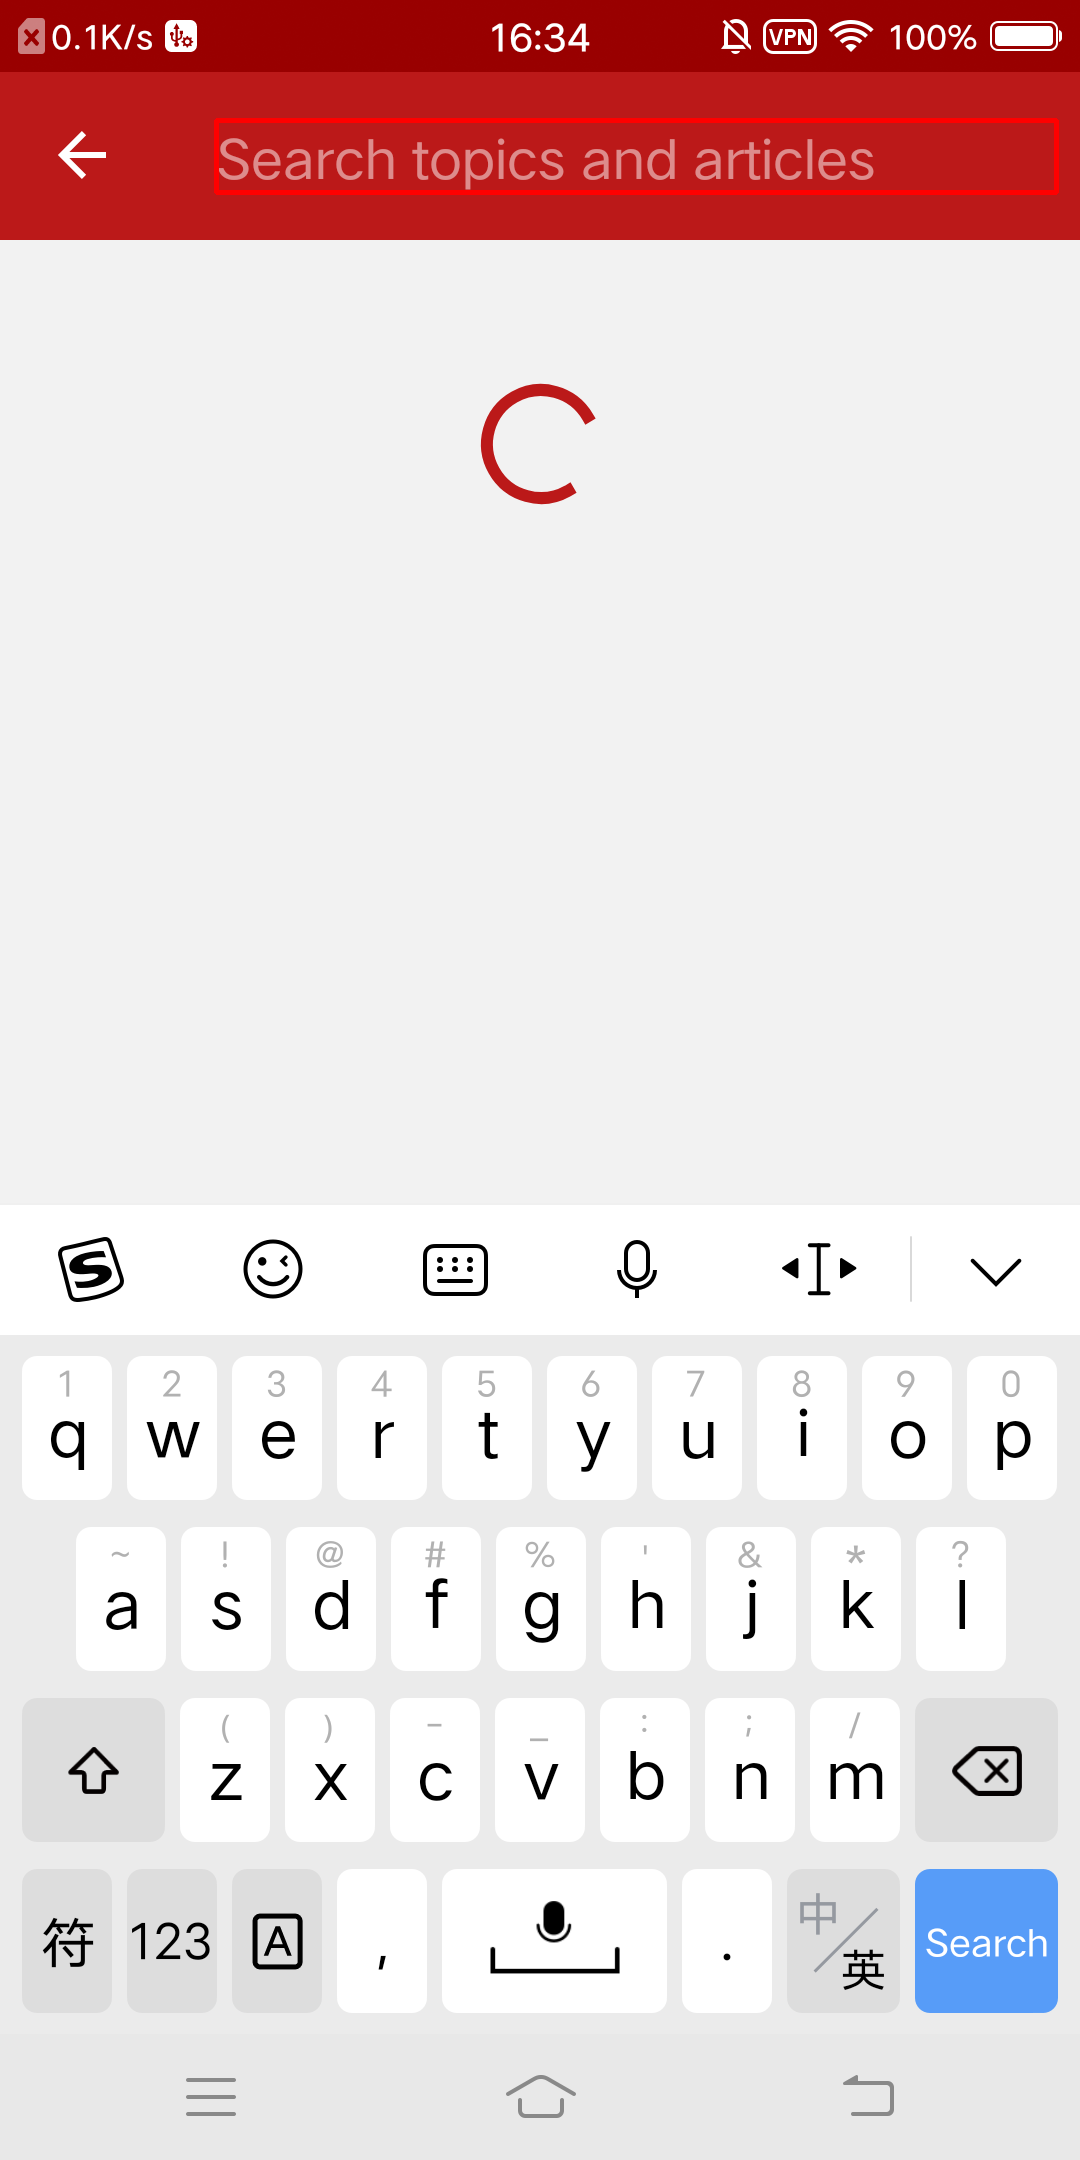 0.1K/s 16:34 VPN 100%
Search topics and articles
1 2 3 4 5 6 7 8 9 0
q w e r t y u i o p
~ ! @ # % ' & * ?
a s d f g h j k l
( ) - _ : ; /
z x c v b n m
符 123 A , . 中/英 Search